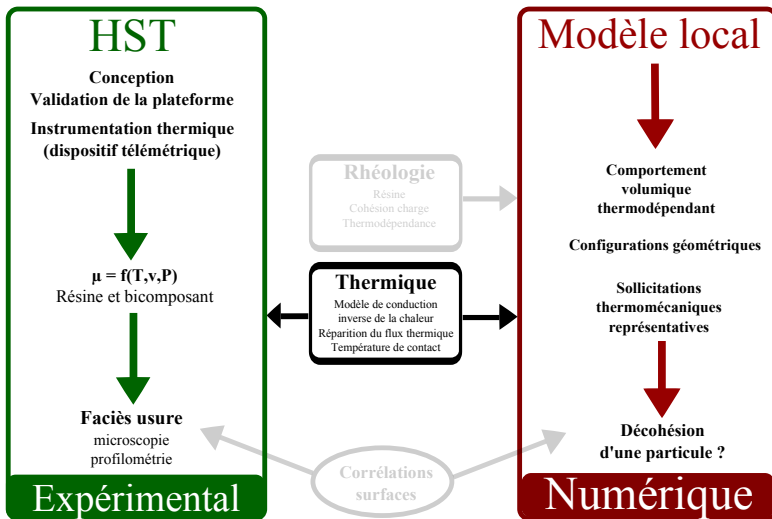 HST
Conception
Validation de la plateforme
Instrumentation thermique
(dispositif télémétrique)
μ = f(T,v,P)
Résine et bicomposant
Faciès usure
microscopie
profilométrie
Expérimental
Rhéologie
Résine
Cohésion charge
Thermodépendance
Thermique
Modèle de conduction
inverse de la chaleur
Réparition du flux thermique
Température de contact
Corrélations
surfaces
Modèle local
Comportement
volumique
thermodépendant
Configurations géométriques
Sollicitations
thermomécaniques
représentatives
Décohésion
d'une particule ?
Numérique